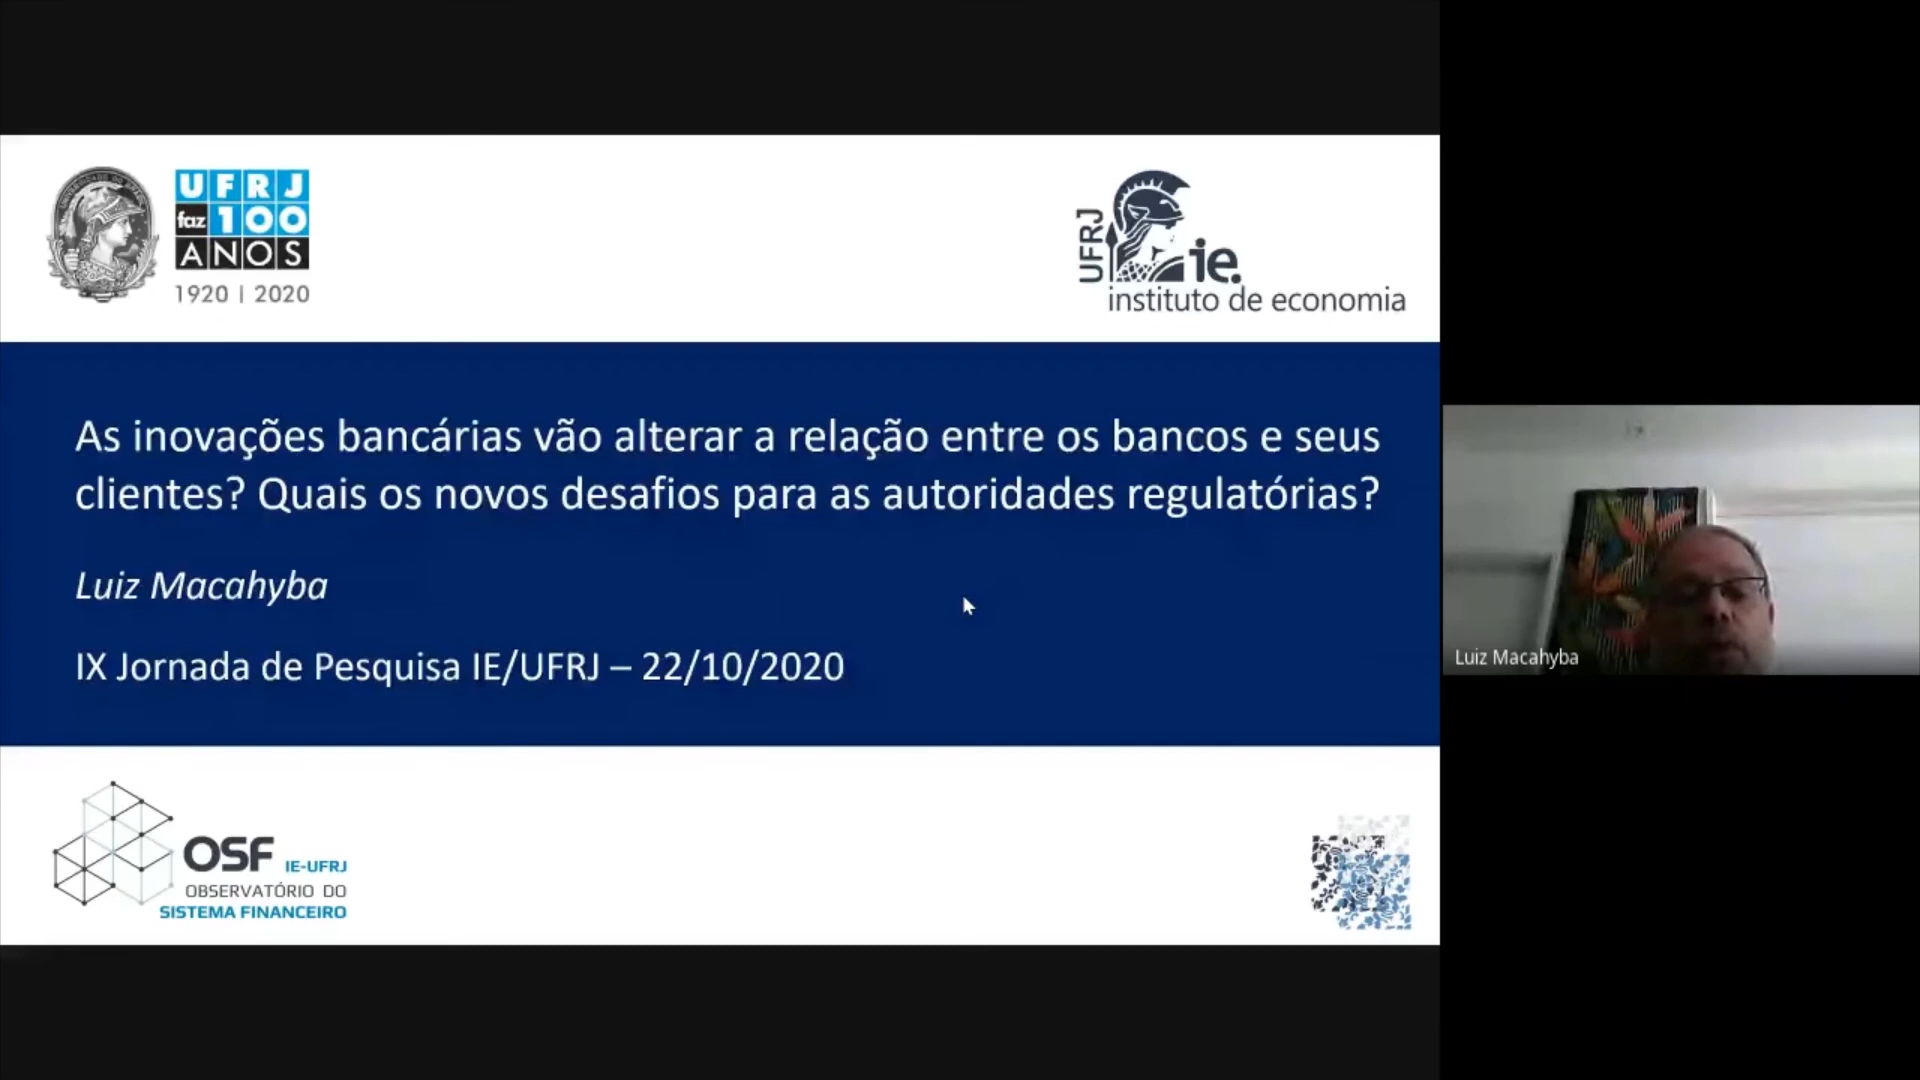 UFRJ
faz 100
ANOS
1920 | 2020
UFRJ
ie.
instituto de economia
As inovações bancárias vão alterar a relação entre os bancos e seus
clientes? Quais os novos desafios para as autoridades regulatórias?
Luiz Macahyba
IX Jornada de Pesquisa IE/UFRJ – 22/10/2020
Luiz Macahyba
OSF IE-UFRJ
OBSERVATÓRIO DO
SISTEMA FINANCEIRO